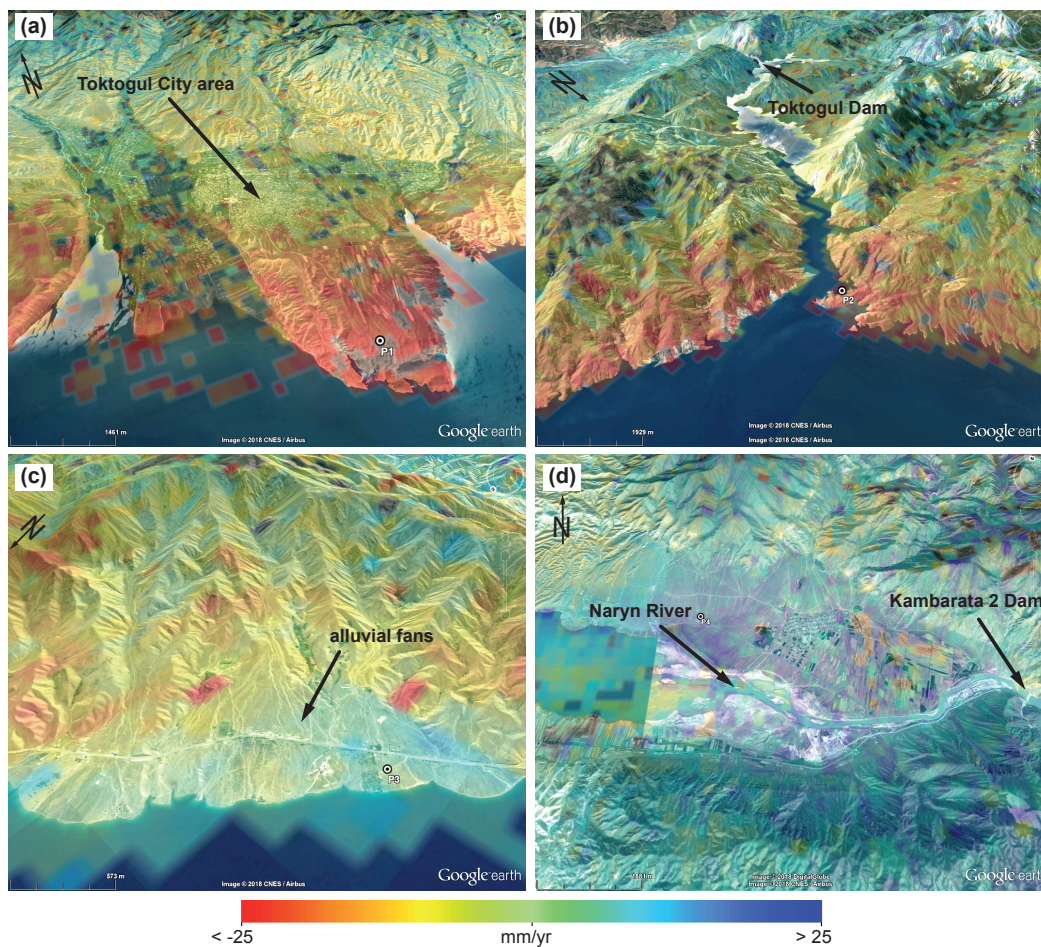 (a)
N
Toktogul City area
P1
1461 m
Image © 2018 CNES / Airbus
Google earth
(b)
N
Toktogul Dam
P2
1929 m
Image © 2018 CNES / Airbus
Image © 2018 CNES / Airbus
Google earth
(c)
N
alluvial fans
P3
573 m
Image © 2018 CNES / Airbus
Google earth
(d)
N
Naryn River
P4
Kambarata 2 Dam
1881 m
Image © 2018 DigitalGlobe
Image ©2018 CNES / Airbus
Google earth
< -25
mm/yr
> 25